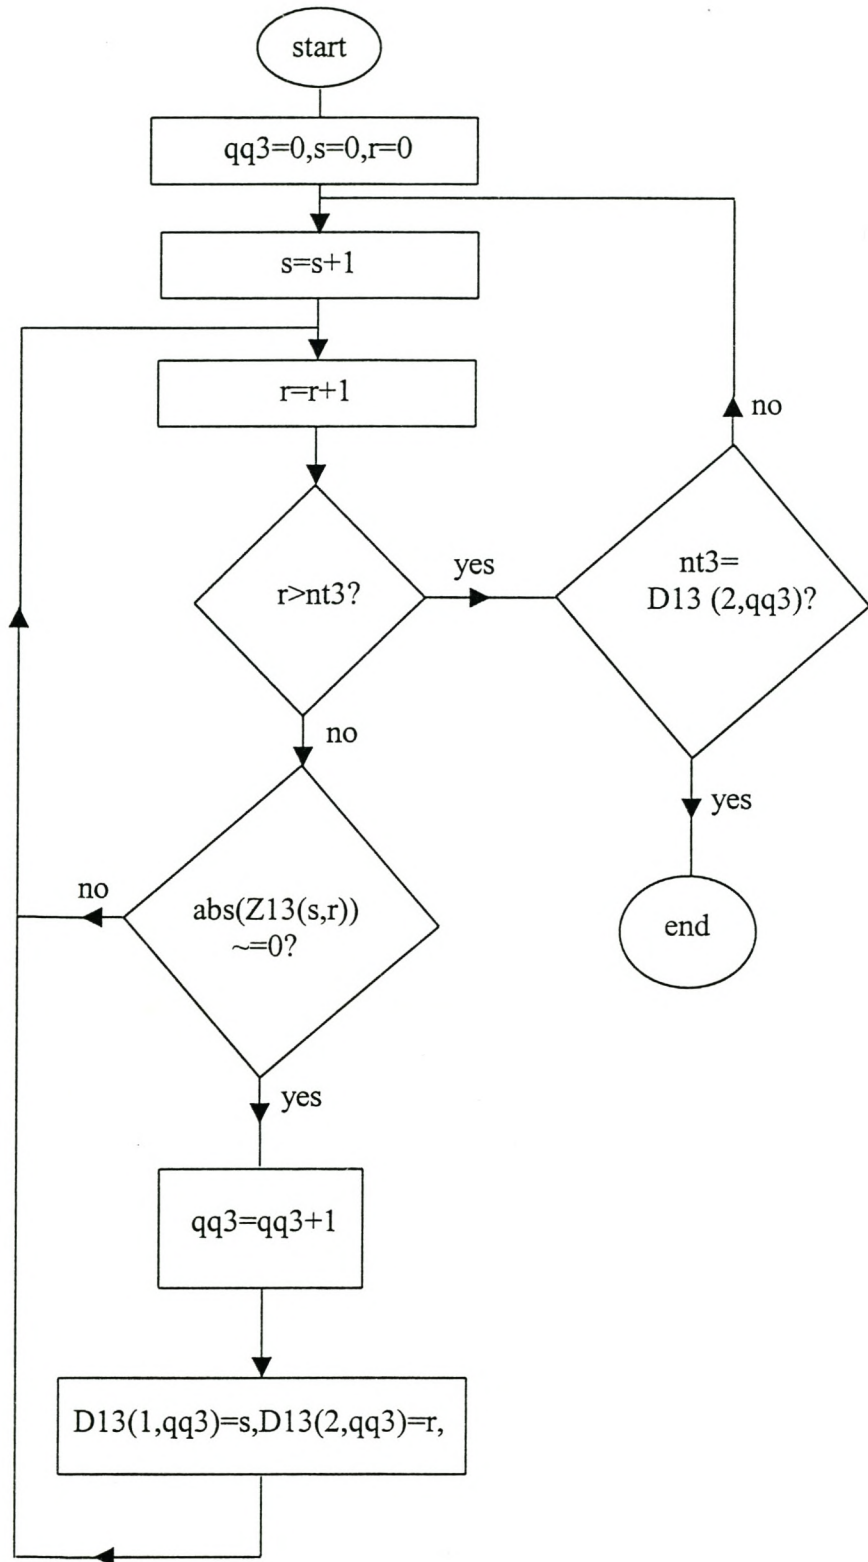 start
qq3=0,s=0,r=0
s=s+1
r=r+1
no
r>nt3?
yes
nt3=
D13 (2,qq3)?
no
yes
no
abs(Z13(s,r))
~=0?
end
yes
qq3=qq3+1
D13(1,qq3)=s,D13(2,qq3)=r,